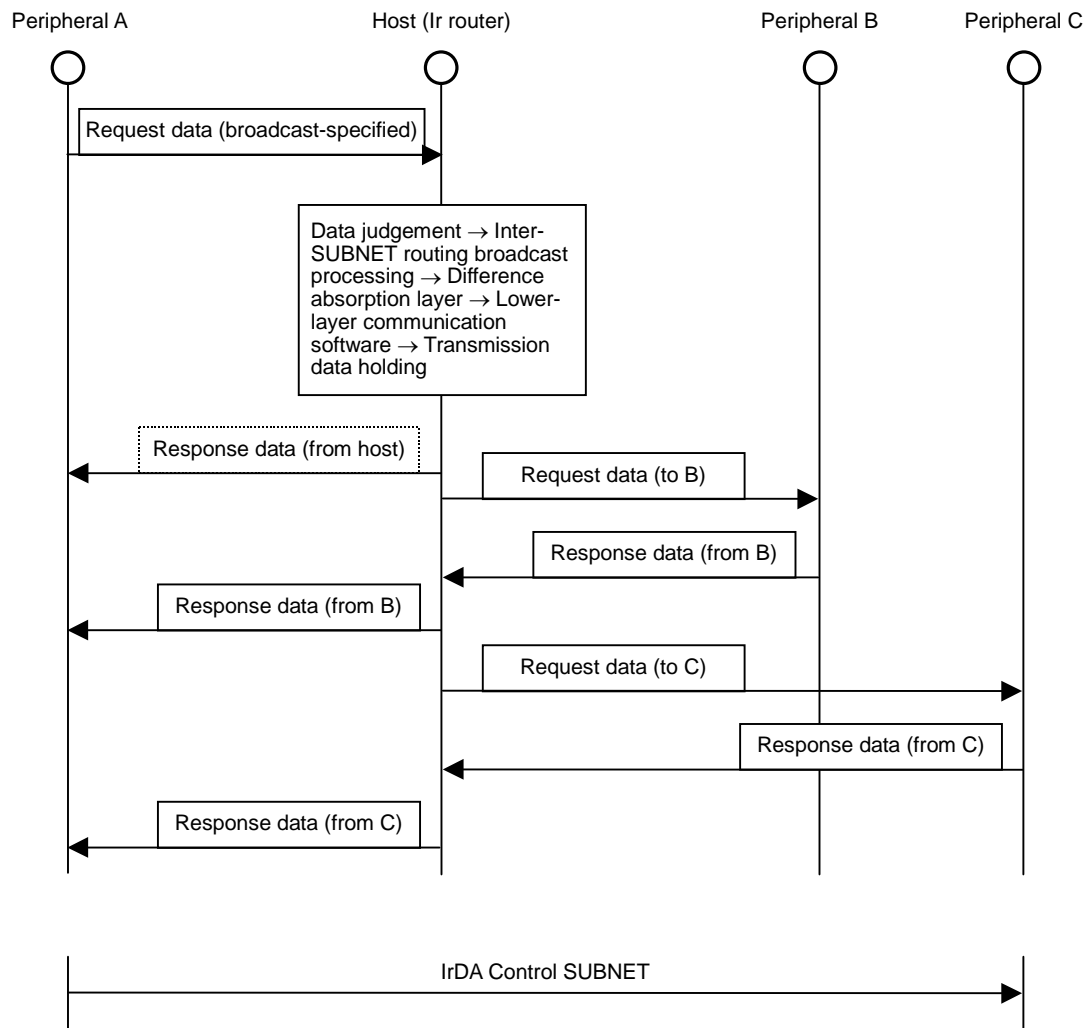 Peripheral A
Host (Ir router)
Peripheral B
Peripheral C
Request data (broadcast-specified)
Data judgement → Inter-
SUBNET routing broadcast
processing → Difference
absorption layer → Lower-
layer communication
software → Transmission
data holding
Response data (from host)
Request data (to B)
Response data (from B)
Response data (from B)
Request data (to C)
Response data (from C)
Response data (from C)
IrDA Control SUBNET